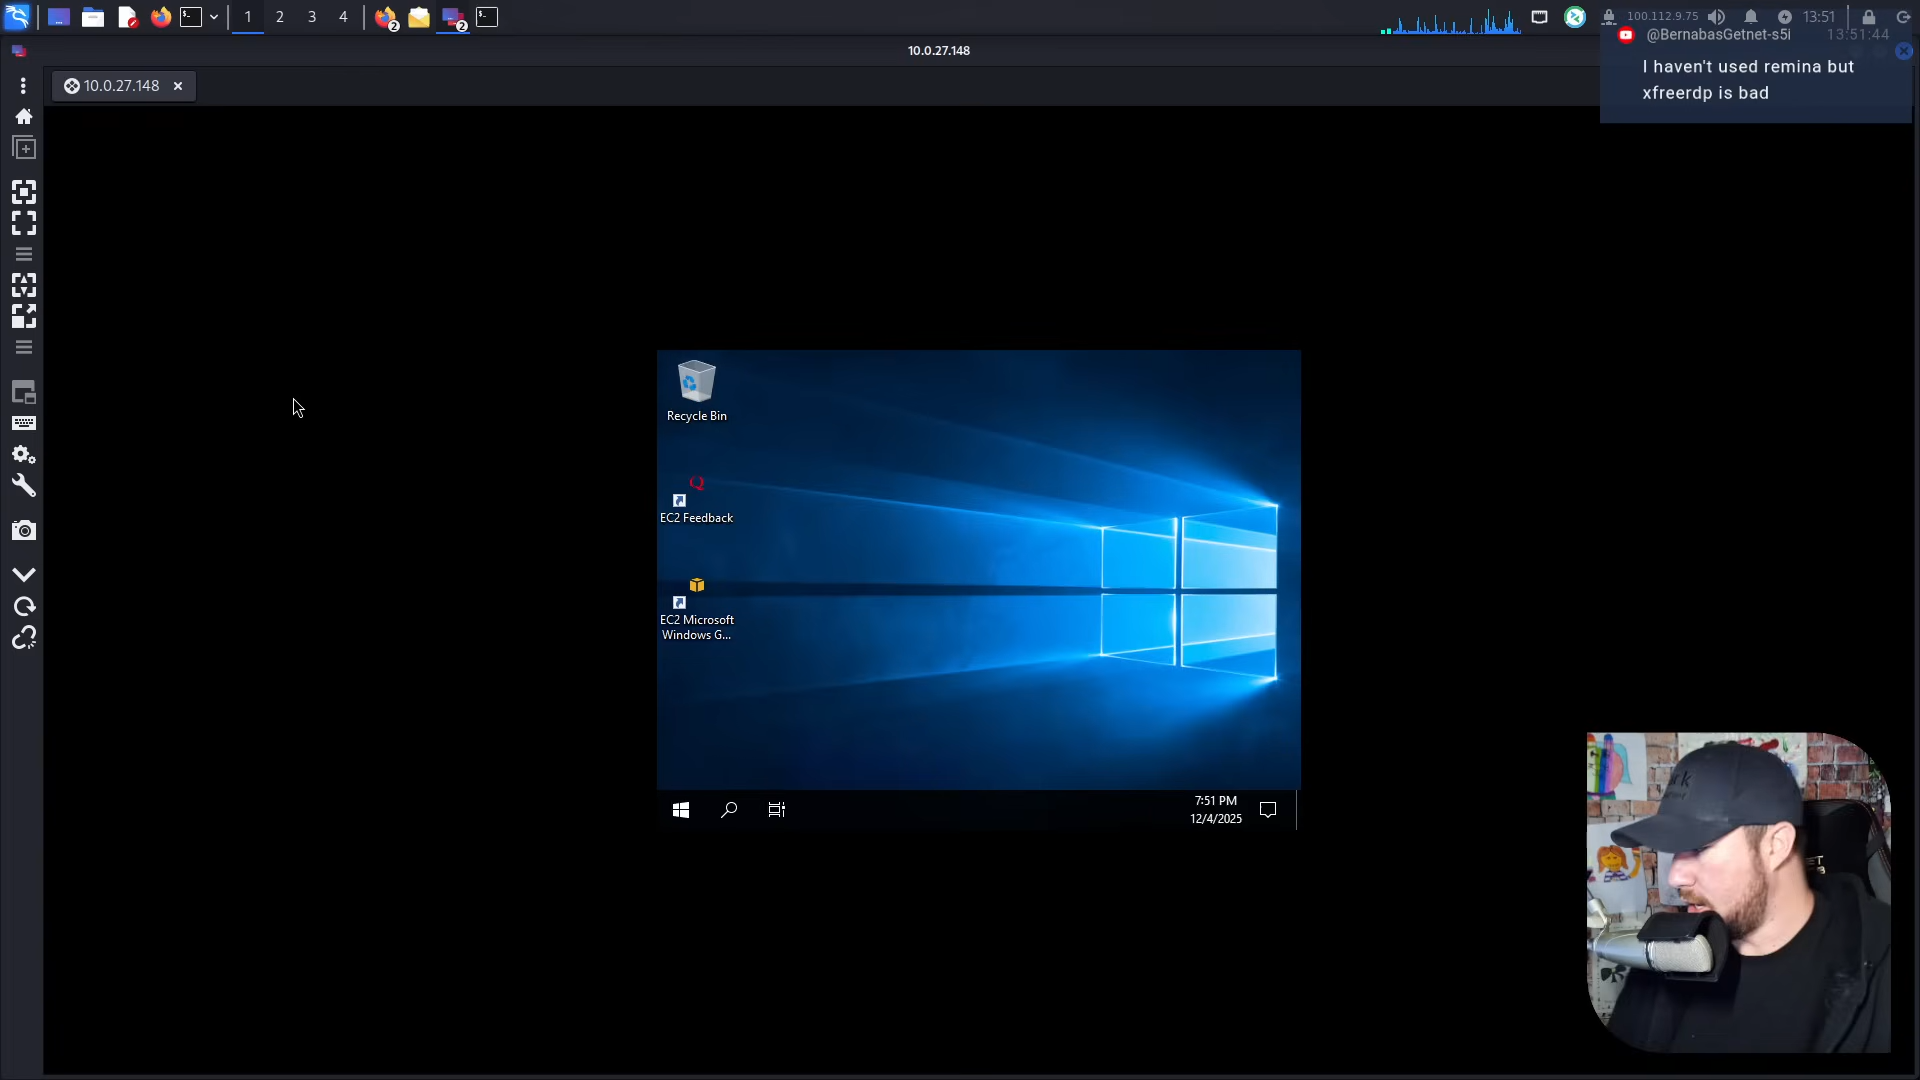 1 2 3 4
2
2
100.112.9.75
13:51
10.0.27.148
@BernabasGetnet-s5i
13:51:44
I haven't used remina but
xfreerdp is bad
10.0.27.148
Recycle Bin
EC2 Feedback
EC2 Microsoft
Windows G...
7:51 PM
12/4/2025